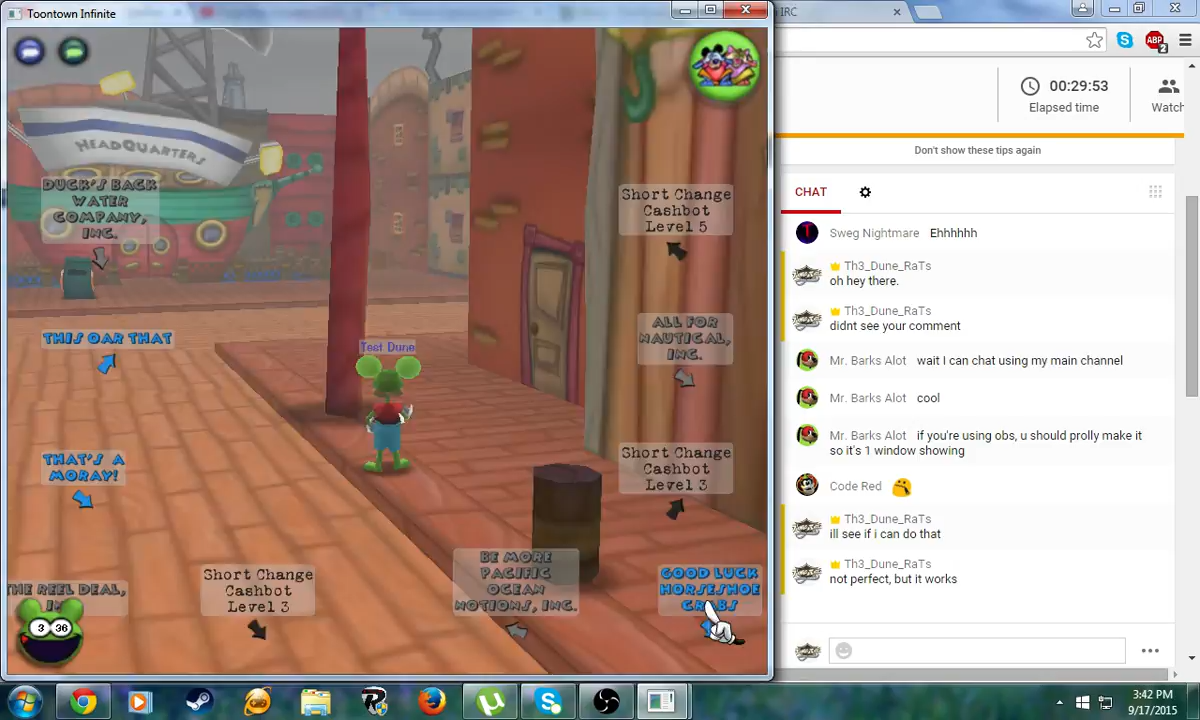 Toontown Infinite
HEADQUARTERS
DUCK'S BACK
WATER
COMPANY,
INC.
THIS OAR THAT
THAT'S A
MORAY!
THE REEL DEAL,
3 36
Short Change
Cashbot
Level 3
Test Dune
Short Change
Cashbot
Level 5
ALL FOR
NAUTICAL,
INC.
Short Change
Cashbot
Level 3
BE MORE
PACIFIC
OCEAN
NOTIONS, INC.
GOOD LUCK
HORSESHOE
CRABS
IRC
ABP
2
00:29:53
Elapsed time
Watch
Don't show these tips again
CHAT
Sweg Nightmare Ehhhhhh
Th3_Dune_RaTs
oh hey there.
Th3_Dune_RaTs
didnt see your comment
Mr. Barks Alot wait I can chat using my main channel
Mr. Barks Alot cool
Mr. Barks Alot if you're using obs, u should prolly make it
so it's 1 window showing
Code Red
Th3_Dune_RaTs
ill see if i can do that
Th3_Dune_RaTs
not perfect, but it works
3:42 PM
9/17/2015